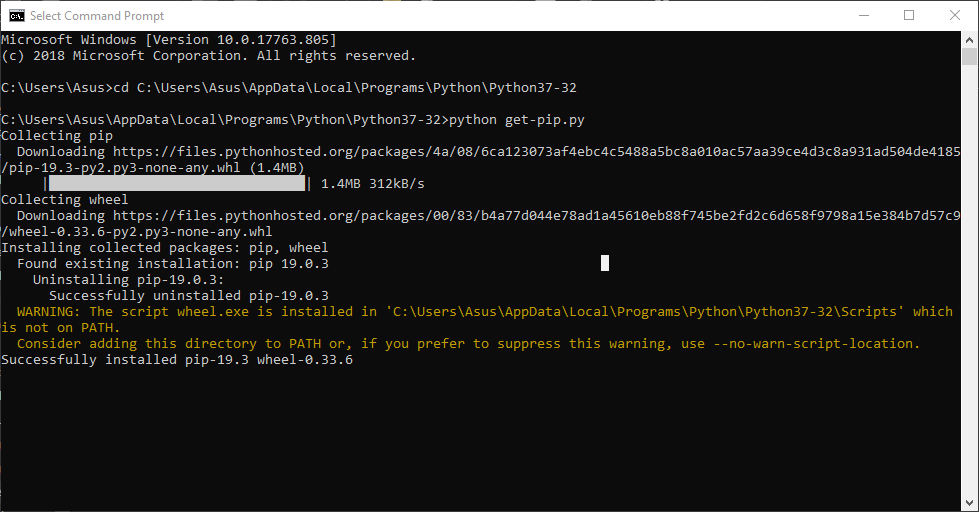 Select Command Prompt
Microsoft Windows [Version 10.0.17763.805]
(c) 2018 Microsoft Corporation. All rights reserved.
C:\Users\Asus>cd C:\Users\Asus\AppData\Local\Programs\Python\Python37-32
C:\Users\Asus\AppData\Local\Programs\Python\Python37-32>python get-pip.py
Collecting pip
  Downloading https://files.pythonhosted.org/packages/4a/08/6ca123073af4ebc4c5488a5bc8a010ac57aa39ce4d3c8a931ad504de4185
/pip-19.3-py2.py3-none-any.whl (1.4MB)
     |████████████████████████████████| 1.4MB 312kB/s
Collecting wheel
  Downloading https://files.pythonhosted.org/packages/00/83/b4a77d044e78ad1a45610eb88f745be2fd2c6d658f9798a15e384b7d57c9
/wheel-0.33.6-py2.py3-none-any.whl
Installing collected packages: pip, wheel
  Found existing installation: pip 19.0.3
    Uninstalling pip-19.0.3:
      Successfully uninstalled pip-19.0.3
  WARNING: The script wheel.exe is installed in 'C:\Users\Asus\AppData\Local\Programs\Python\Python37-32\Scripts' which
is not on PATH.
  Consider adding this directory to PATH or, if you prefer to suppress this warning, use --no-warn-script-location.
Successfully installed pip-19.3 wheel-0.33.6